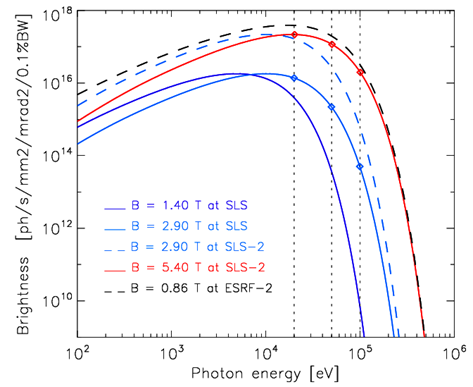 10^18
10^16
10^14
10^12
10^10
Brightness [ph/s/mm2/mrad2/0.1%BW]
B = 1.40 T at SLS
B = 2.90 T at SLS
B = 2.90 T at SLS-2
B = 5.40 T at SLS-2
B = 0.86 T at ESRF-2
10^2 10^3 10^4 10^5 10^6
Photon energy [eV]